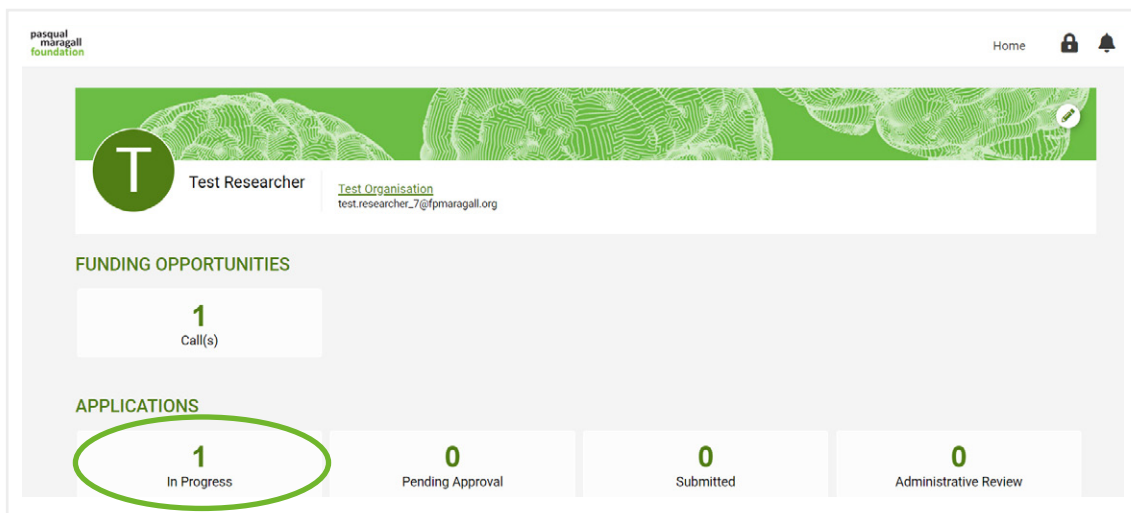 pasqual
maragall
foundation
Home
T
Test Researcher
Test Organisation
test.researcher_7@fpmaragall.org
FUNDING OPPORTUNITIES
1
Call(s)
APPLICATIONS
1
In Progress
0
Pending Approval
0
Submitted
0
Administrative Review